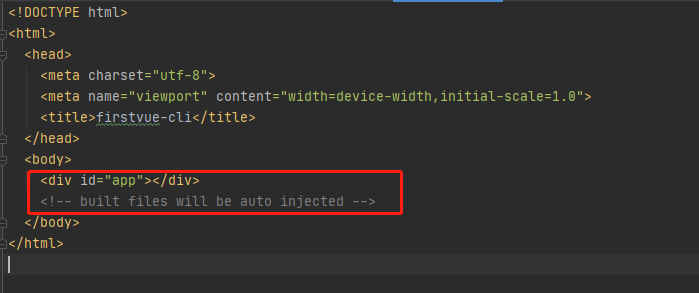 <!DOCTYPE html>
<html>
<head>
<meta charset="utf-8">
<meta name="viewport" content="width=device-width,initial-scale=1.0">
<title>firstvue-cli</title>
</head>
<body>
<div id="app"></div>
<!-- built files will be auto injected -->
</body>
</html>